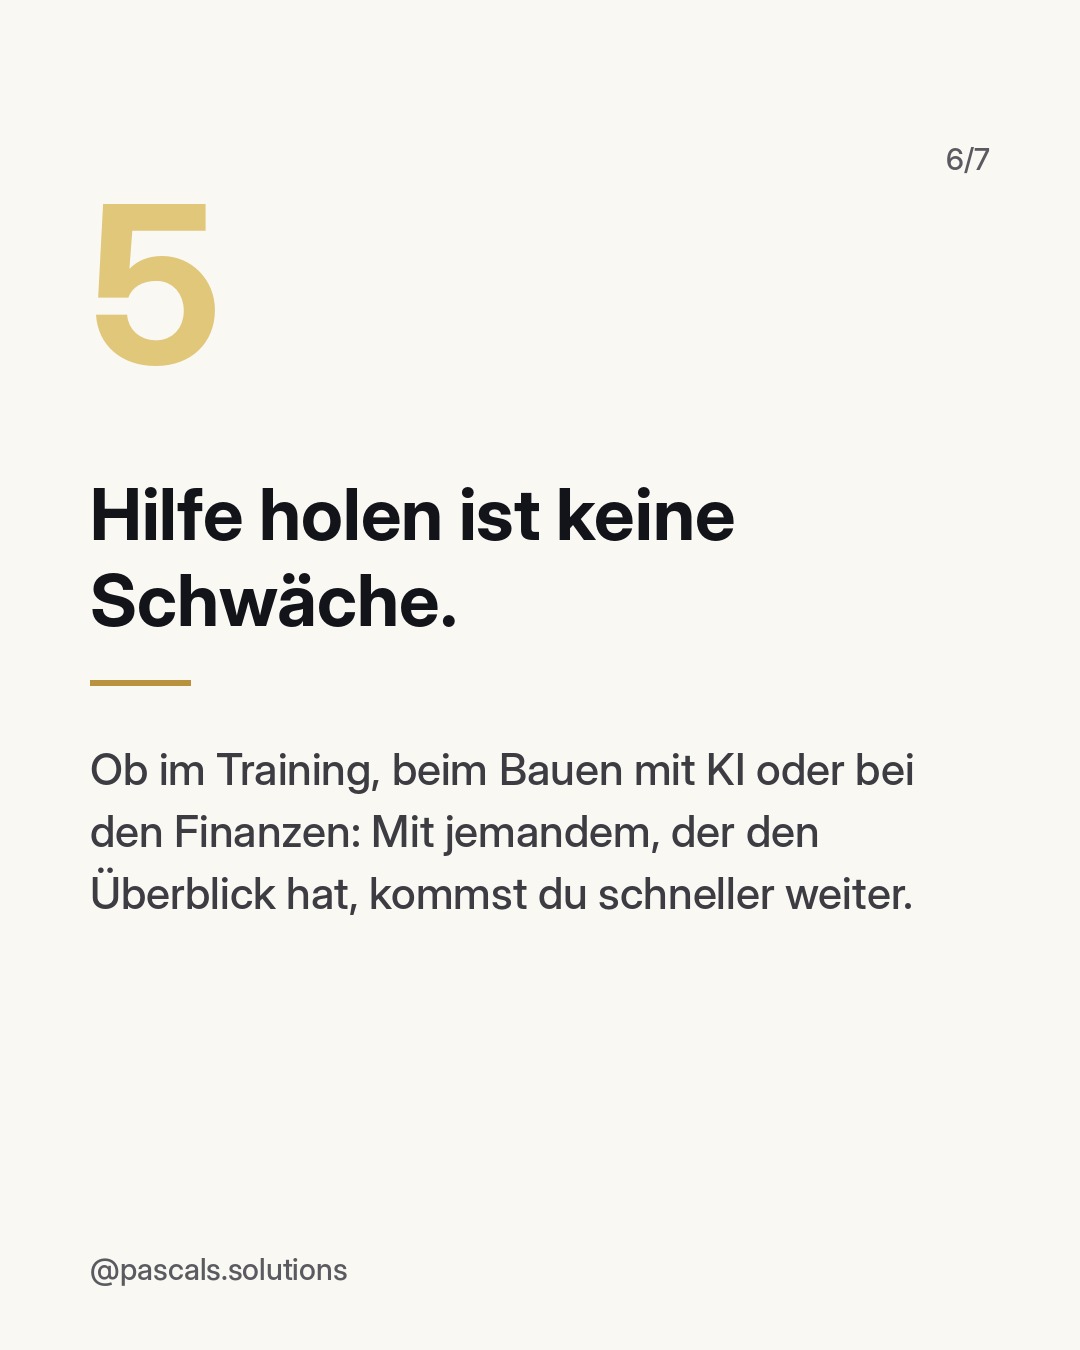 6/7
5
Hilfe holen ist keine
Schwäche.
Ob im Training, beim Bauen mit KI oder bei
den Finanzen: Mit jemandem, der den
Überblick hat, kommst du schneller weiter.
@pascals.solutions